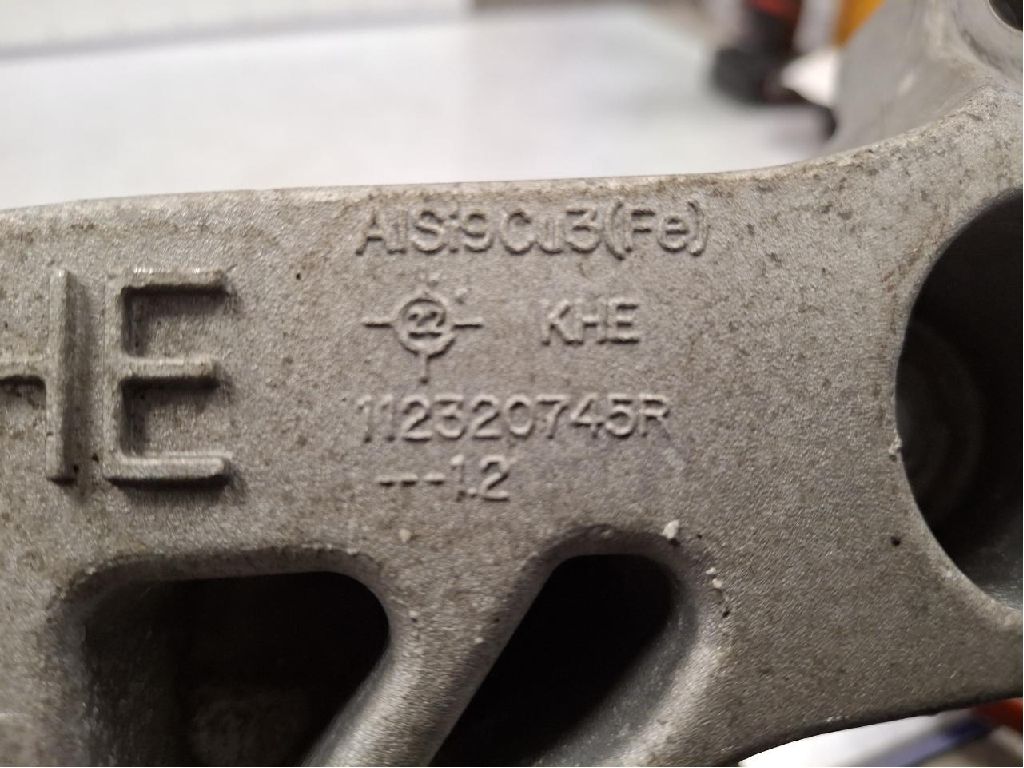 AlSi9Cu3(Fe)
22 KHE
HE
112320745R
---1.2